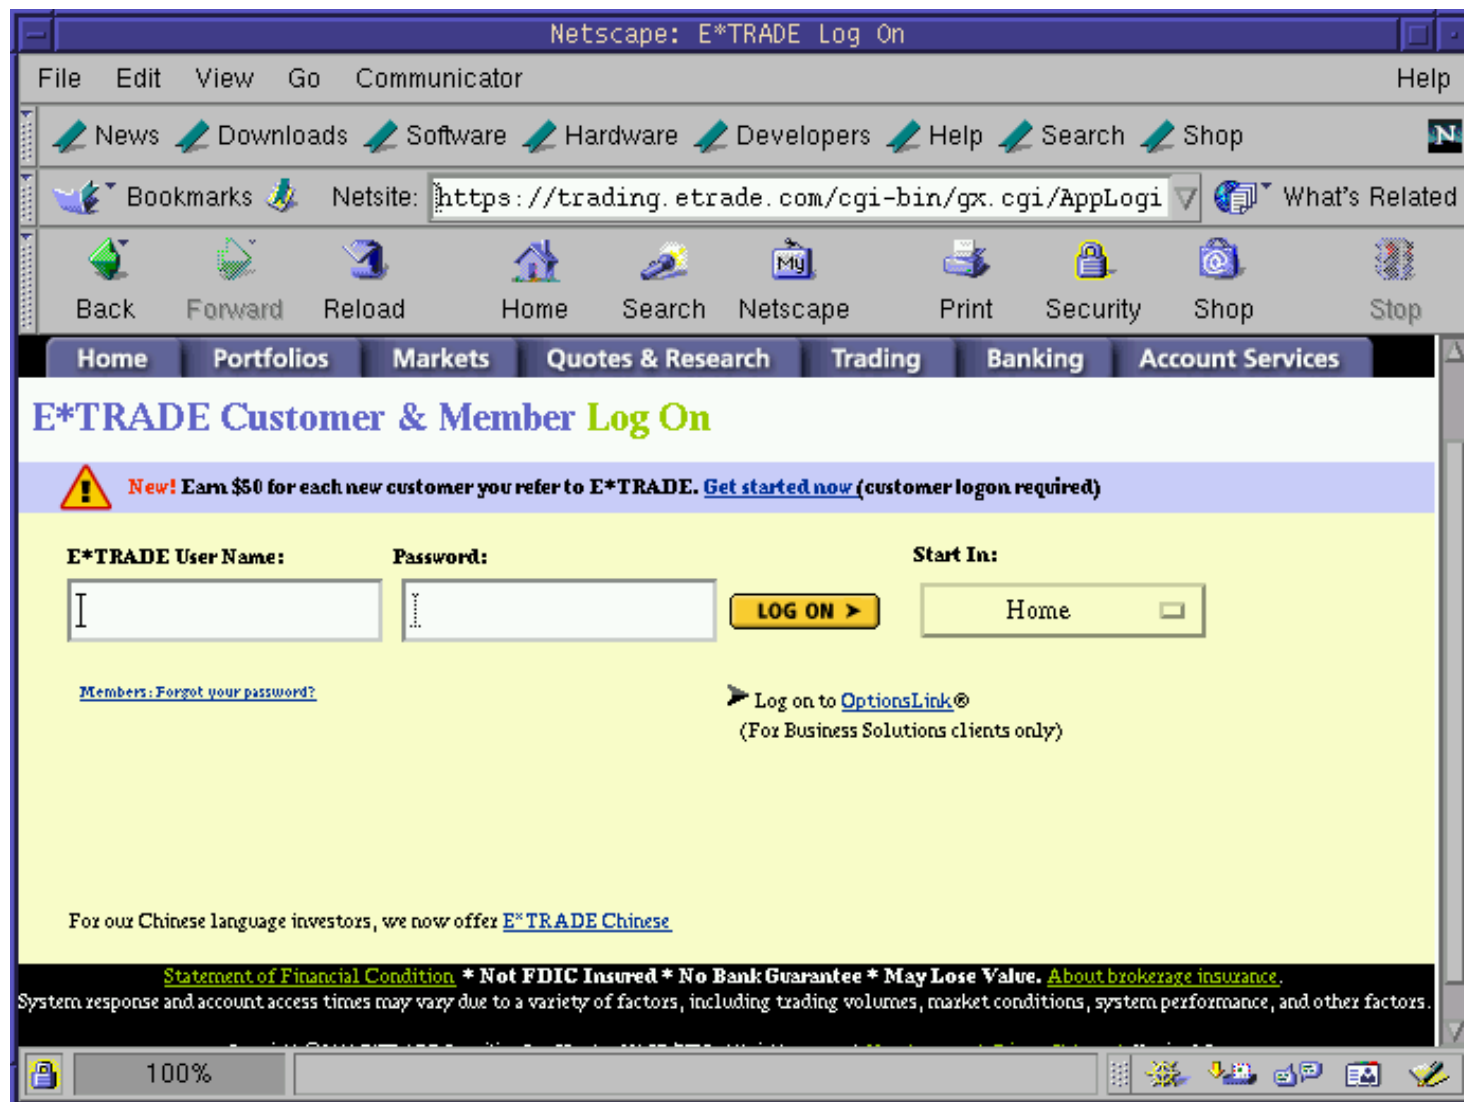 Netscape: E*TRADE Log On
File Edit View Go Communicator Help
News Downloads Software Hardware Developers Help Search Shop N
Bookmarks Netsite: https://trading.etrade.com/cgi-bin/gx.cgi/AppLogi What's Related
My
Back Forward Reload Home Search Netscape Print Security Shop Stop
Home Portfolios Markets Quotes & Research Trading Banking Account Services
E*TRADE Customer & Member Log On
New! Earn $50 for each new customer you refer to E*TRADE. Get started now (customer logon required)
E*TRADE User Name: Password: Start In:
LOG ON Home
Members: Forgot your password?
Log on to OptionsLink®
(For Business Solutions clients only)
For our Chinese language investors, we now offer E*TRADE Chinese
Statement of Financial Condition * Not FDIC Insured * No Bank Guarantee * May Lose Value. About brokerage insurance.
System response and account access times may vary due to a variety of factors, including trading volumes, market conditions, system performance, and other factors.
100%